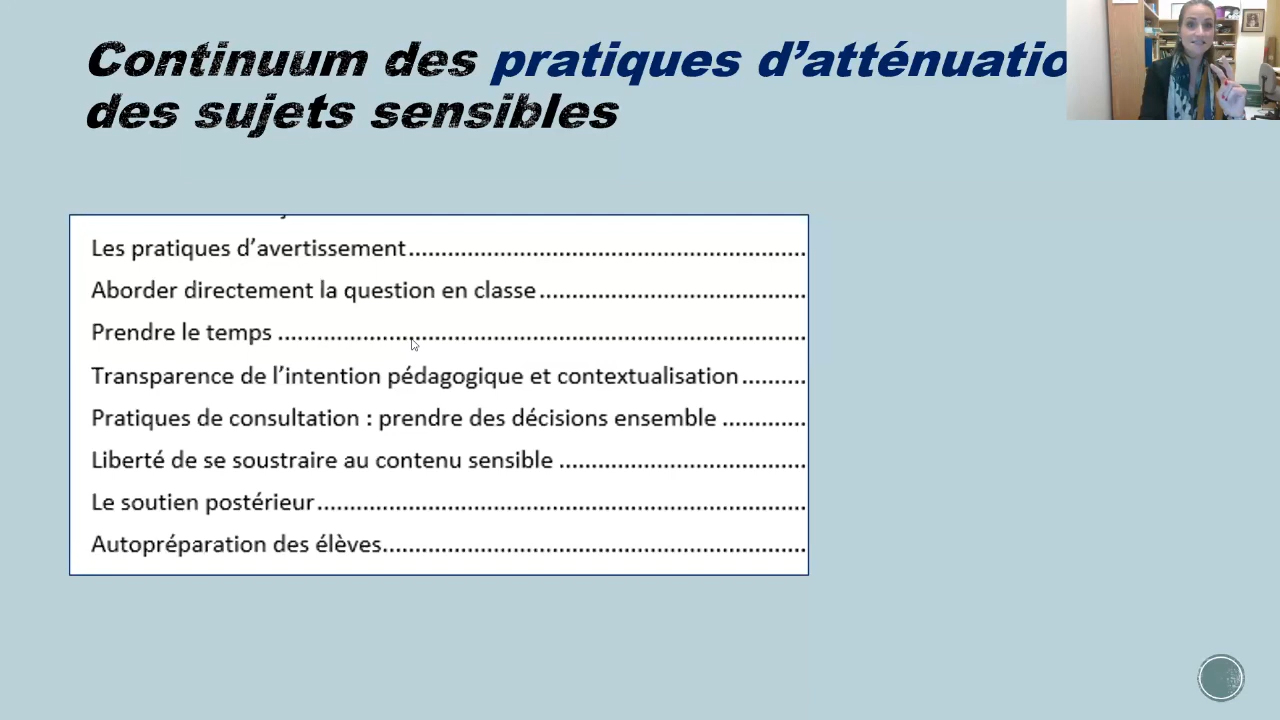 Continuum des pratiques d’atténuatio
des sujets sensibles
Les pratiques d’avertissement................................................................
Aborder directement la question en classe............................................
Prendre le temps ....................................................................................
Transparence de l’intention pédagogique et contextualisation..........
Pratiques de consultation : prendre des décisions ensemble .............
Liberté de se soustraire au contenu sensible ......................................
Le soutien postérieur...........................................................................
Autopréparation des élèves.................................................................